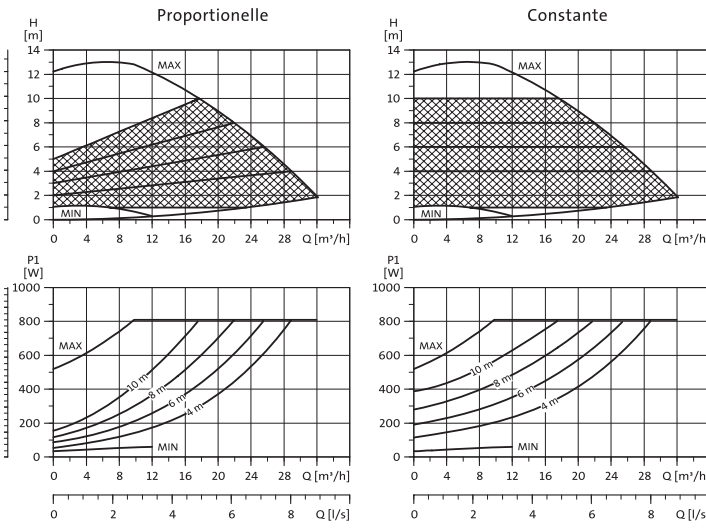 Proportionelle
Constante
H
[m]
14
12
10
8
6
4
2
0
MAX
MIN
0 4 8 12 16 20 24 28 Q [m³/h]
H
[m]
14
12
10
8
6
4
2
0
MAX
MIN
0 4 8 12 16 20 24 28 Q [m³/h]
P1
[W]
1000
800
600
400
200
0
MAX
10 m
8 m
6 m
4 m
MIN
0 4 8 12 16 20 24 28 Q [m³/h]
0 2 4 6 8 Q [l/s]
P1
[W]
1000
800
600
400
200
0
MAX
10 m
8 m
6 m
4 m
MIN
0 4 8 12 16 20 24 28 Q [m³/h]
0 2 4 6 8 Q [l/s]